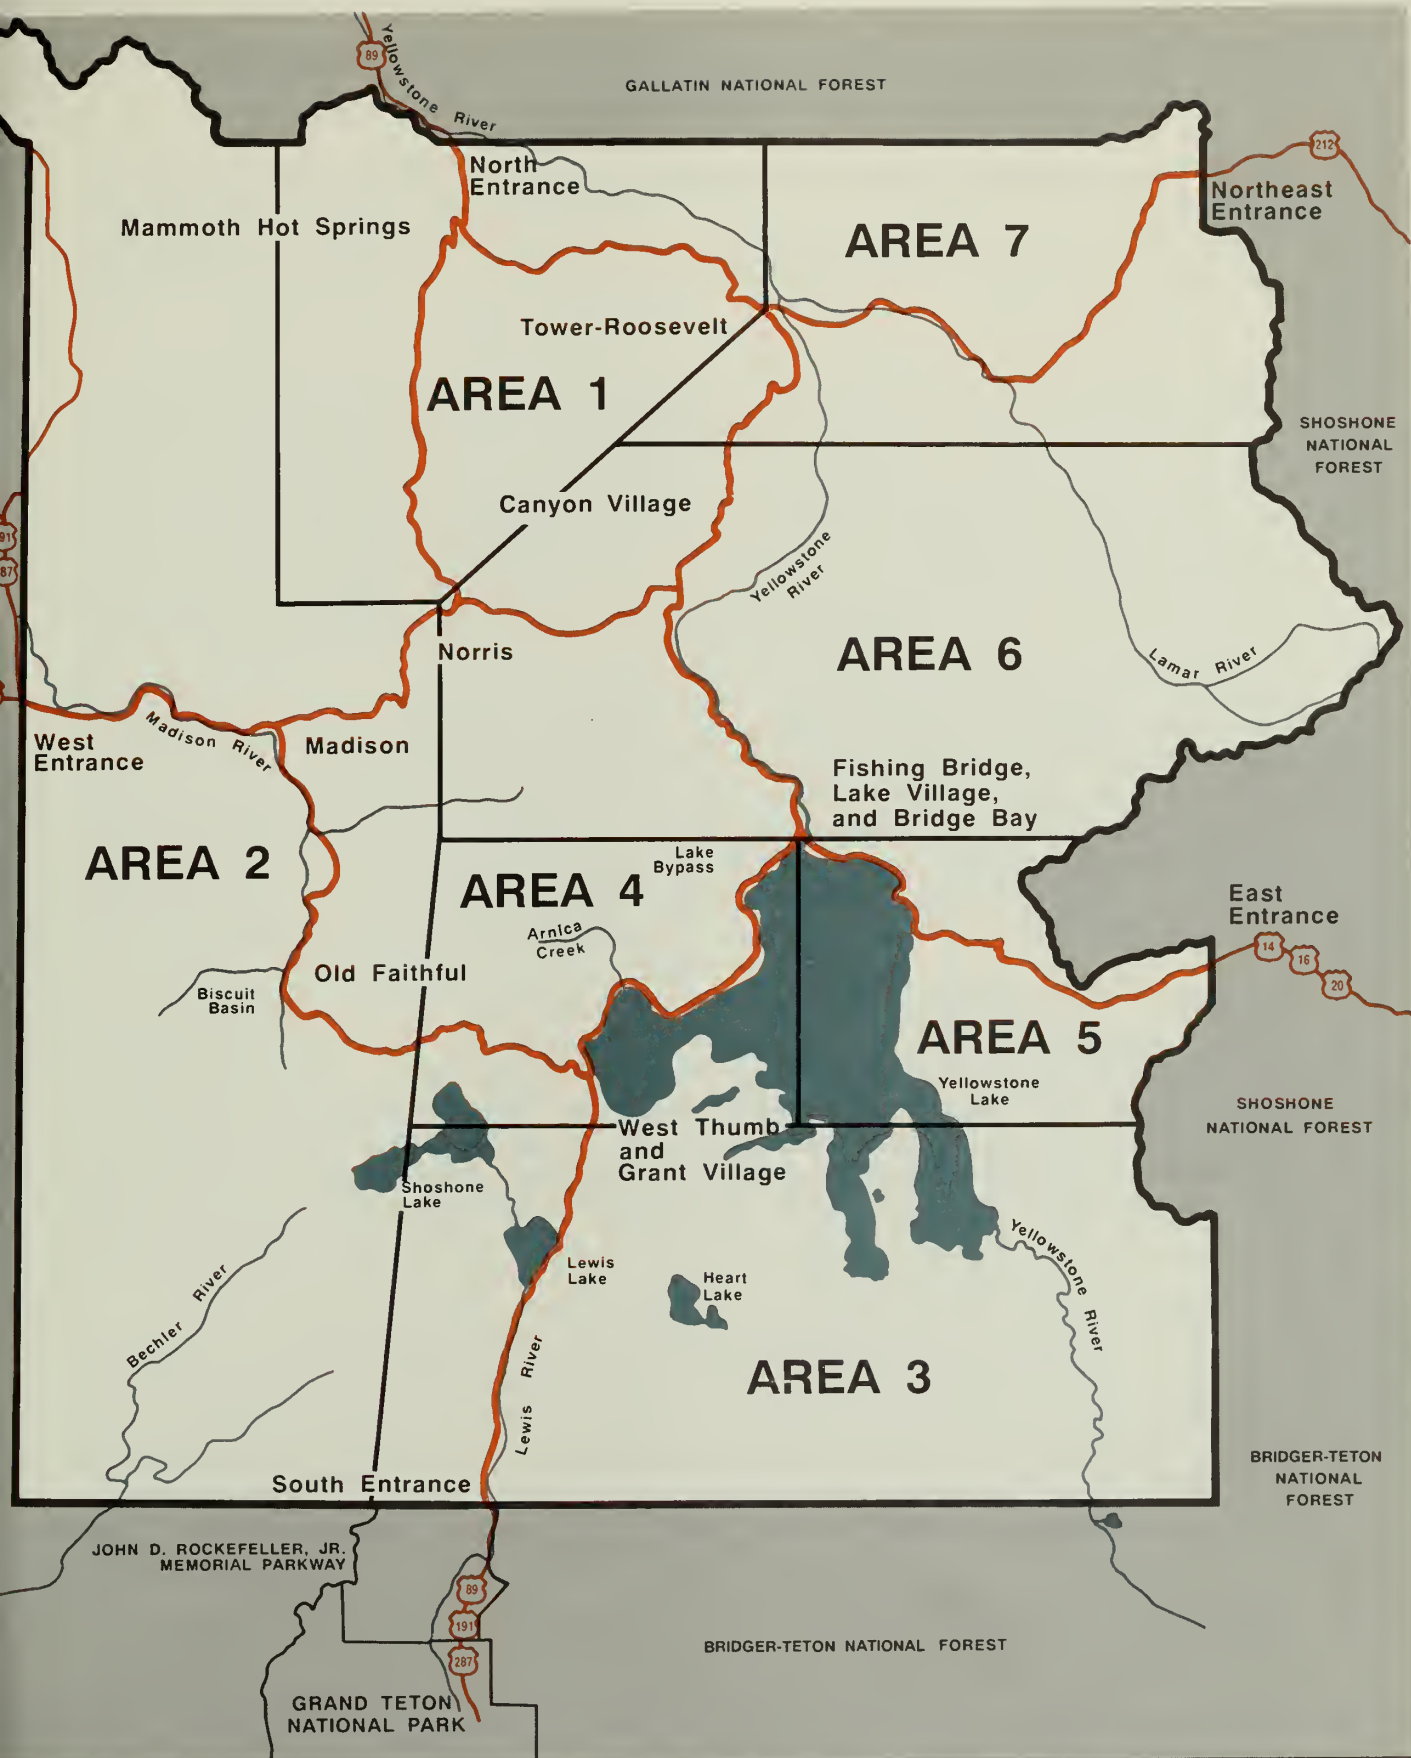 89
Yellowstone River
GALLATIN NATIONAL FOREST
212
North
Entrance
Northeast
Entrance
Mammoth Hot Springs
AREA 7
Tower-Roosevelt
AREA 1
SHOSHONE
NATIONAL
FOREST
Canyon Village
91
87
Yellowstone
River
Norris
AREA 6
Lamar River
West
Entrance
Madison River
Madison
Fishing Bridge,
Lake Village,
and Bridge Bay
AREA 2
Lake
Bypass
AREA 4
East
Entrance
Arnica
Creek
14
16
20
Old Faithful
Biscuit
Basin
AREA 5
Yellowstone
Lake
SHOSHONE
NATIONAL FOREST
West Thumb
and
Grant Village
Shoshone
Lake
Yellowstone River
Lewis
Lake
Heart
Lake
Bechler River
Lewis River
AREA 3
South Entrance
BRIDGER-TETON
NATIONAL
FOREST
JOHN D. ROCKEFELLER, JR.
MEMORIAL PARKWAY
89
191
287
BRIDGER-TETON NATIONAL FOREST
GRAND TETON
NATIONAL PARK